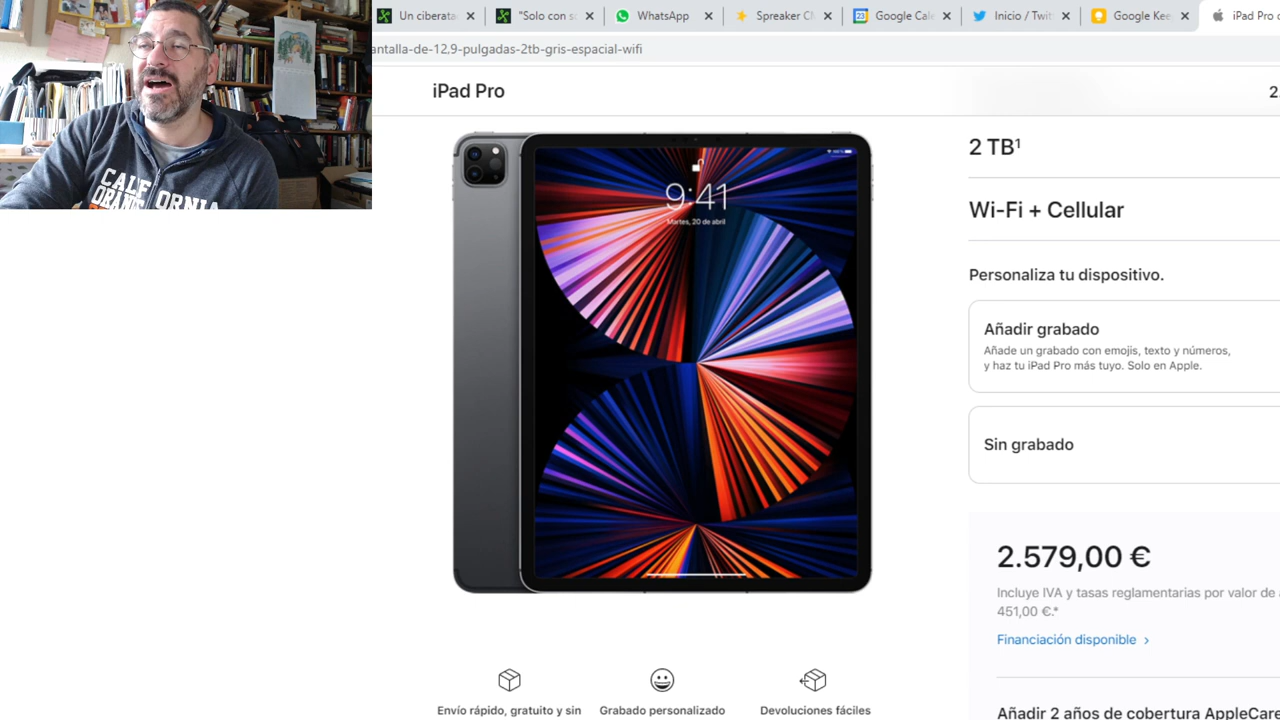 Un ciberata
"Solo con s
WhatsApp
Spreaker C
Google Cal
Inicio / Twit
Google Kee
iPad Pro
antalla-de-12,9-pulgadas-2tb-gris-espacial-wifi
iPad Pro
2.
CALIFORNIA
ORANGE
9:41
Martes, 20 de abril
2 TB¹
Wi-Fi + Cellular
Personaliza tu dispositivo.
Añadir grabado
Añade un grabado con emojis, texto y números,
y haz tu iPad Pro más tuyo. Solo en Apple.
Sin grabado
2.579,00 €
Incluye IVA y tasas reglamentarias por valor de
451,00 €.*
Financiación disponible ›
Añadir 2 años de cobertura AppleCare
Envío rápido, gratuito y sin
Grabado personalizado
Devoluciones fáciles